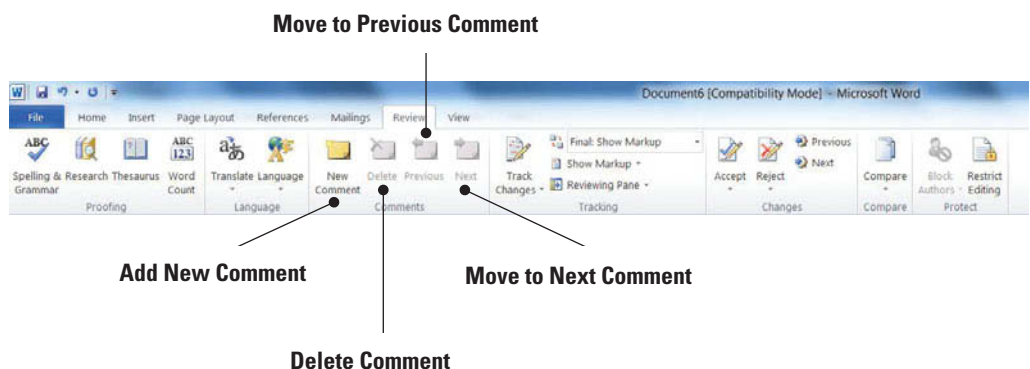 Move to Previous Comment
W
Document6 [Compatibility Mode] - Microsoft Word
File Home Insert Page Layout References Mailings Review View
ABC ABC 123 aあ Final: Show Markup Previous
Show Markup Next
Reviewing Pane
Spelling & Grammar Research Thesaurus Word Count Translate Language New Comment Delete Previous Next Track Changes Accept Reject Compare Block Authors Restrict Editing
Proofing Language Comments Tracking Changes Compare Protect
Add New Comment Move to Next Comment
Delete Comment